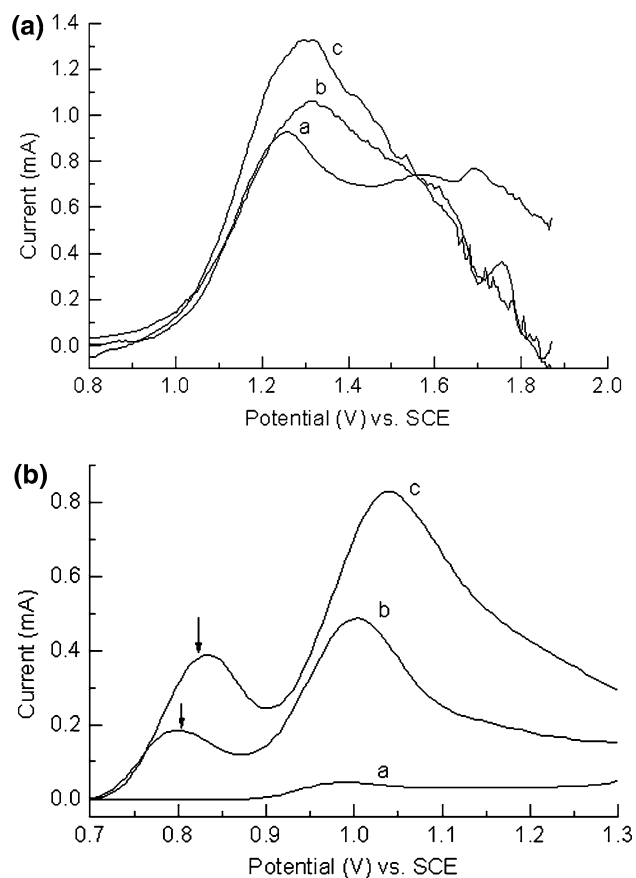 (a)
1.4
1.2
1.0
0.8
0.6
0.4
0.2
0.0
Current (mA)
c
b
a
0.8 1.0 1.2 1.4 1.6 1.8 2.0
Potential (V) vs. SCE
(b)
0.8
0.6
0.4
0.2
0.0
Current (mA)
c
b
a
0.7 0.8 0.9 1.0 1.1 1.2 1.3
Potential (V) vs. SCE